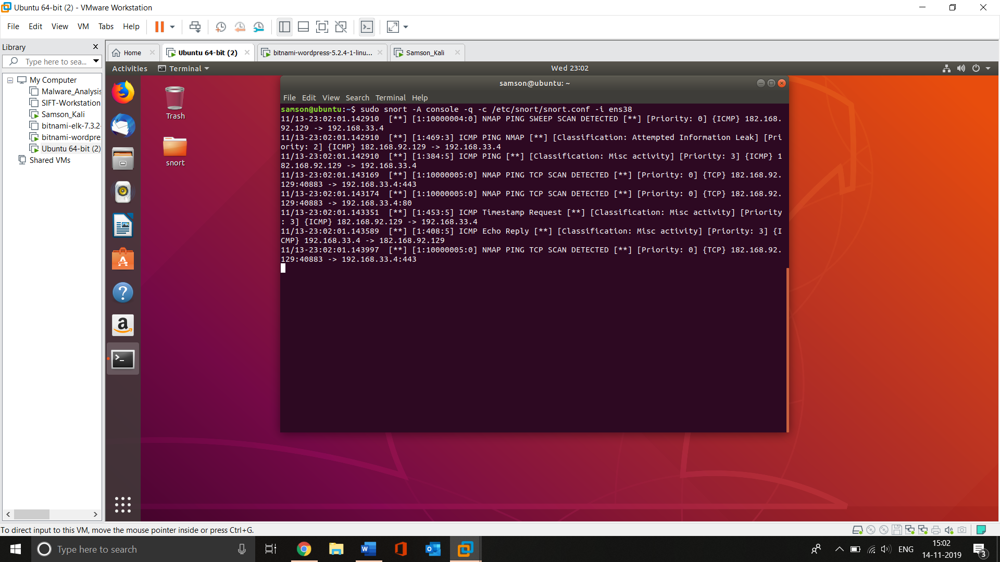 Ubuntu 64-bit (2) - VMware Workstation
File Edit View VM Tabs Help
Library
Type here to sea...
My Computer
Malware_Analysis
SIFT-Workstation
Samson_Kali
bitnami-elk-7.3.2-
bitnami-wordpre
Ubuntu 64-bit (2)
Shared VMs
Home
Ubuntu 64-bit (2)
bitnami-wordpress-5.2.4-1-linu...
Samson_Kali
Activities
Terminal
Wed 23:02
Trash
snort
samson@ubuntu: ~
File Edit View Search Terminal Help
samson@ubuntu:~$ sudo snort -A console -q -c /etc/snort/snort.conf -i ens38
11/13-23:02:01.142910  [**] [1:10000004:0] NMAP PING SWEEP SCAN DETECTED [**] [Priority: 0] {ICMP} 182.168.
92.129 -> 192.168.33.4
11/13-23:02:01.142910  [**] [1:469:3] ICMP PING NMAP [**] [Classification: Attempted Information Leak] [Pri
ority: 2] {ICMP} 182.168.92.129 -> 192.168.33.4
11/13-23:02:01.142910  [**] [1:384:5] ICMP PING [**] [Classification: Misc activity] [Priority: 3] {ICMP} 1
82.168.92.129 -> 192.168.33.4
11/13-23:02:01.143169  [**] [1:10000005:0] NMAP PING TCP SCAN DETECTED [**] [Priority: 0] {TCP} 182.168.92.
129:40883 -> 192.168.33.4:443
11/13-23:02:01.143174  [**] [1:10000005:0] NMAP PING TCP SCAN DETECTED [**] [Priority: 0] {TCP} 182.168.92.
129:40883 -> 192.168.33.4:80
11/13-23:02:01.143351  [**] [1:453:5] ICMP Timestamp Request [**] [Classification: Misc activity] [Priority
: 3] {ICMP} 182.168.92.129 -> 192.168.33.4
11/13-23:02:01.143589  [**] [1:408:5] ICMP Echo Reply [**] [Classification: Misc activity] [Priority: 3] {I
CMP} 192.168.33.4 -> 182.168.92.129
11/13-23:02:01.143997  [**] [1:10000005:0] NMAP PING TCP SCAN DETECTED [**] [Priority: 0] {TCP} 182.168.92.
129:40883 -> 192.168.33.4:443
To direct input to this VM, move the mouse pointer inside or press Ctrl+G.
Type here to search
ENG
15:02
14-11-2019
3